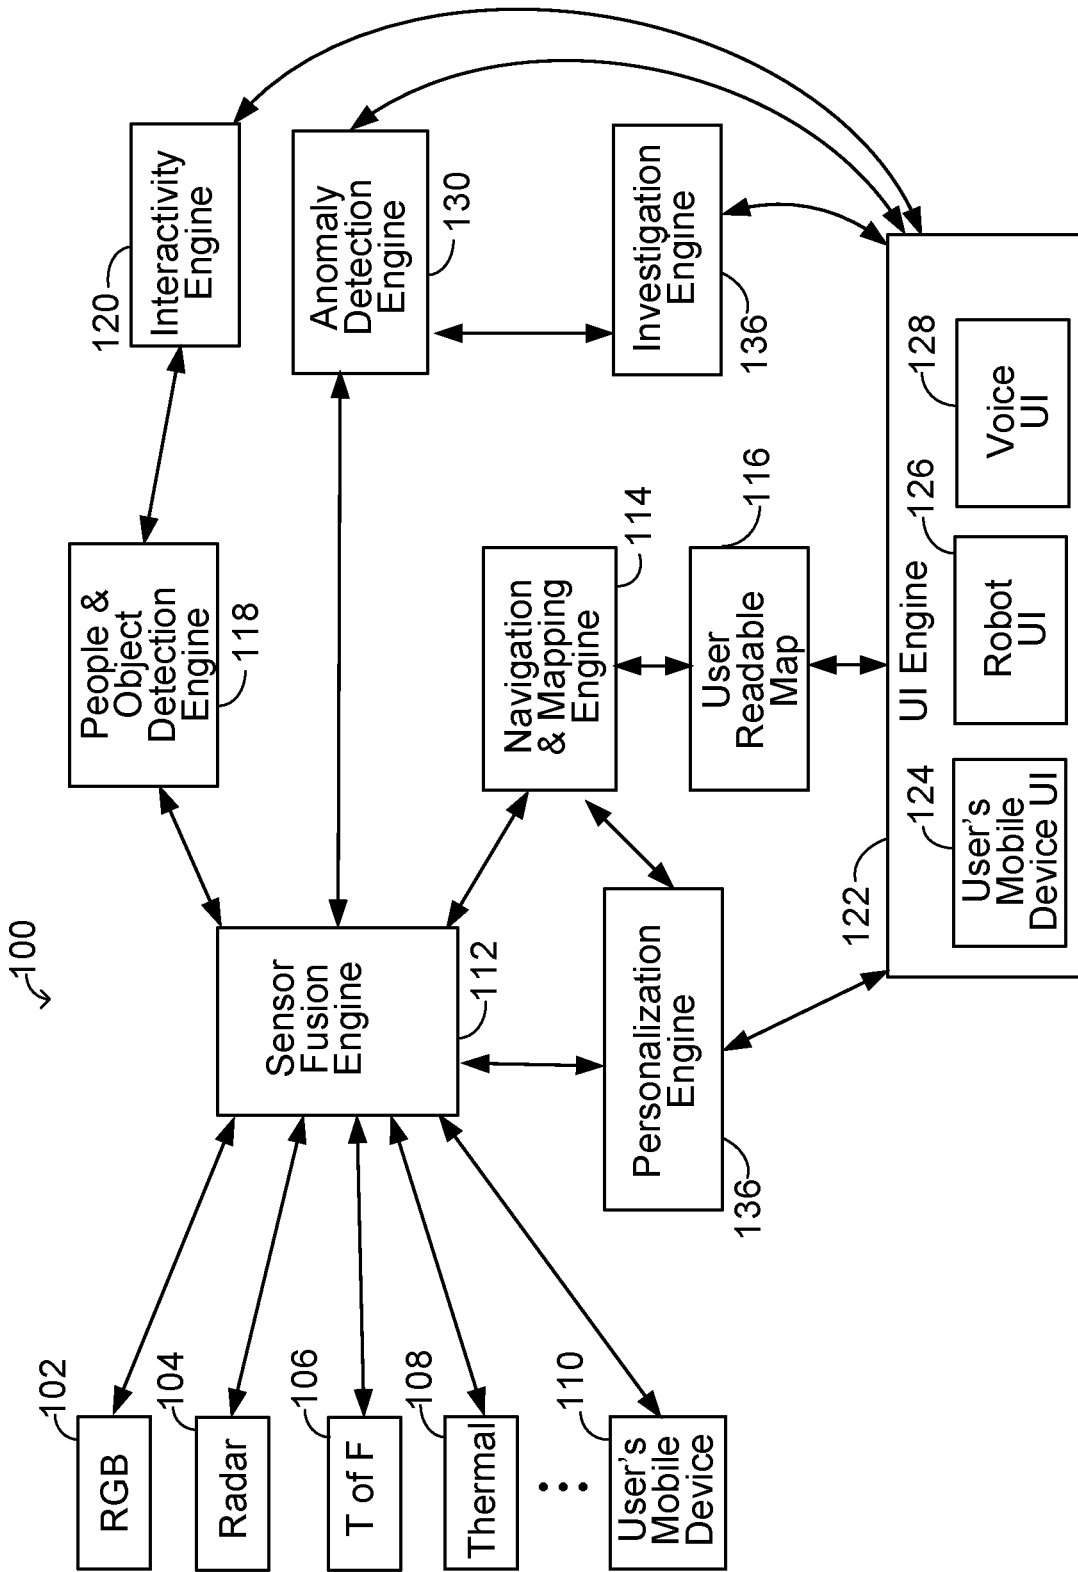 100
102
RGB
104
Radar
106
T of F
108
Thermal
110
User's
Mobile
Device
Sensor
Fusion
Engine
112
People &
Object
Detection
Engine
118
120
Interactivity
Engine
Anomaly
Detection
Engine
130
Navigation
& Mapping
Engine
114
Investigation
Engine
136
Personalization
Engine
136
User
Readable
Map
116
122
UI Engine
124
User's
Mobile
Device UI
126
Robot
UI
128
Voice
UI